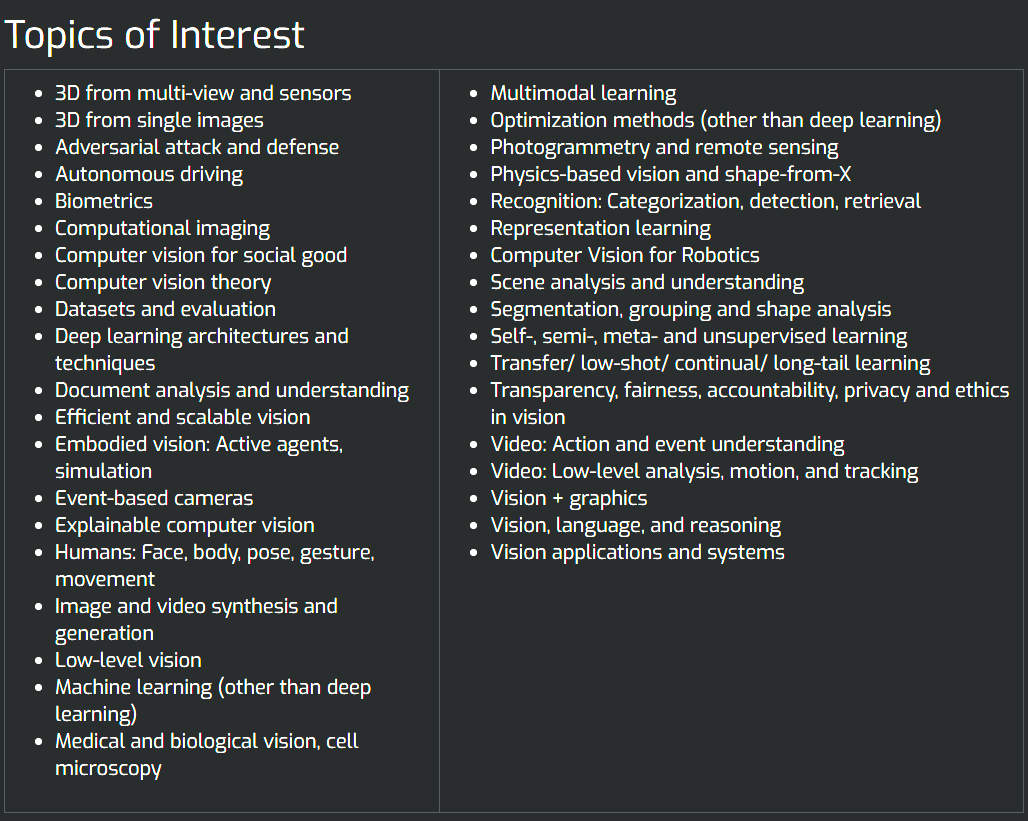 Topics of Interest
3D from multi-view and sensors
3D from single images
Adversarial attack and defense
Autonomous driving
Biometrics
Computational imaging
Computer vision for social good
Computer vision theory
Datasets and evaluation
Deep learning architectures and
techniques
Document analysis and understanding
Efficient and scalable vision
Embodied vision: Active agents,
simulation
Event-based cameras
Explainable computer vision
Humans: Face, body, pose, gesture,
movement
Image and video synthesis and
generation
Low-level vision
Machine learning (other than deep
learning)
Medical and biological vision, cell
microscopy
Multimodal learning
Optimization methods (other than deep learning)
Photogrammetry and remote sensing
Physics-based vision and shape-from-X
Recognition: Categorization, detection, retrieval
Representation learning
Computer Vision for Robotics
Scene analysis and understanding
Segmentation, grouping and shape analysis
Self-, semi-, meta- and unsupervised learning
Transfer/ low-shot/ continual/ long-tail learning
Transparency, fairness, accountability, privacy and ethics
in vision
Video: Action and event understanding
Video: Low-level analysis, motion, and tracking
Vision + graphics
Vision, language, and reasoning
Vision applications and systems